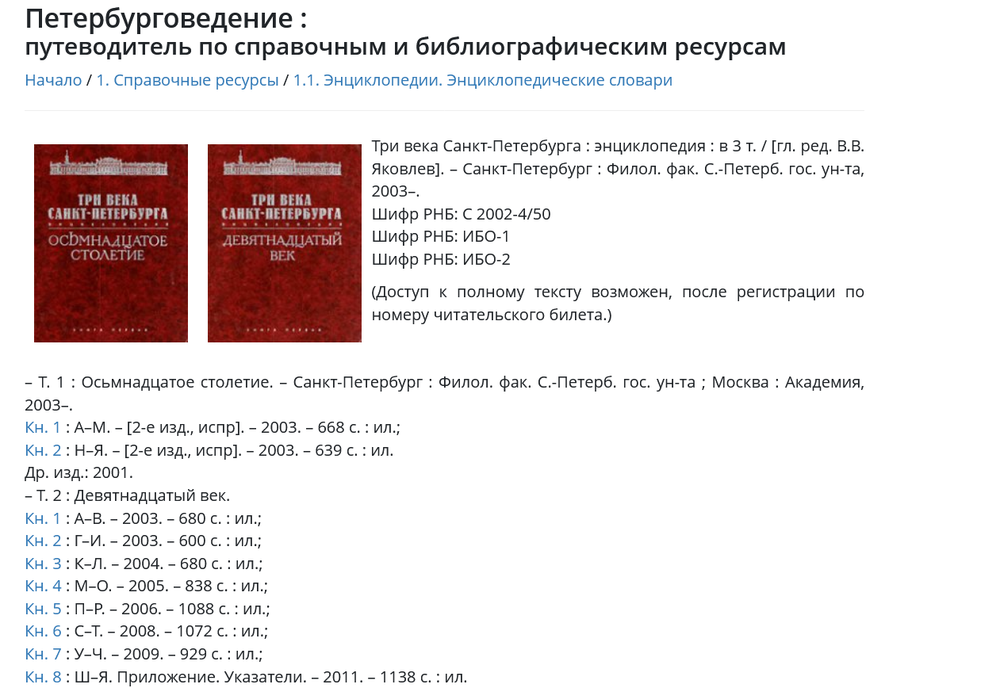 Петербурговедение :
путеводитель по справочным и библиографическим ресурсам
Начало / 1. Справочные ресурсы / 1.1. Энциклопедии. Энциклопедические словари
ТРИ ВЕКА
САНКТ-ПЕТЕРБУРГА
ЭНЦИКЛОПЕДИЯ
ОСЬМНАДЦАТОЕ
СТОЛЕТИЕ
КНИГА ПЕРВАЯ
ТРИ ВЕКА
САНКТ-ПЕТЕРБУРГА
ЭНЦИКЛОПЕДИЯ
ДЕВЯТНАДЦАТЫЙ
ВЕК
КНИГА ПЕРВАЯ
Три века Санкт-Петербурга : энциклопедия : в 3 т. / [гл. ред. В.В.
Яковлев]. – Санкт-Петербург : Филол. фак. С.-Петерб. гос. ун-та,
2003–.
Шифр РНБ: С 2002-4/50
Шифр РНБ: ИБО-1
Шифр РНБ: ИБО-2
(Доступ к полному тексту возможен, после регистрации по
номеру читательского билета.)
– Т. 1 : Осьмнадцатое столетие. – Санкт-Петербург : Филол. фак. С.-Петерб. гос. ун-та ; Москва : Академия,
2003–.
Кн. 1 : А–М. – [2-е изд., испр]. – 2003. – 668 с. : ил.;
Кн. 2 : Н–Я. – [2-е изд., испр]. – 2003. – 639 с. : ил.
Др. изд.: 2001.
– Т. 2 : Девятнадцатый век.
Кн. 1 : А–В. – 2003. – 680 с. : ил.;
Кн. 2 : Г–И. – 2003. – 600 с. : ил.;
Кн. 3 : К–Л. – 2004. – 680 с. : ил.;
Кн. 4 : М–О. – 2005. – 838 с. : ил.;
Кн. 5 : П–Р. – 2006. – 1088 с. : ил.;
Кн. 6 : С–Т. – 2008. – 1072 с. : ил.;
Кн. 7 : У–Ч. – 2009. – 929 с. : ил.;
Кн. 8 : Ш–Я. Приложение. Указатели. – 2011. – 1138 с. : ил.